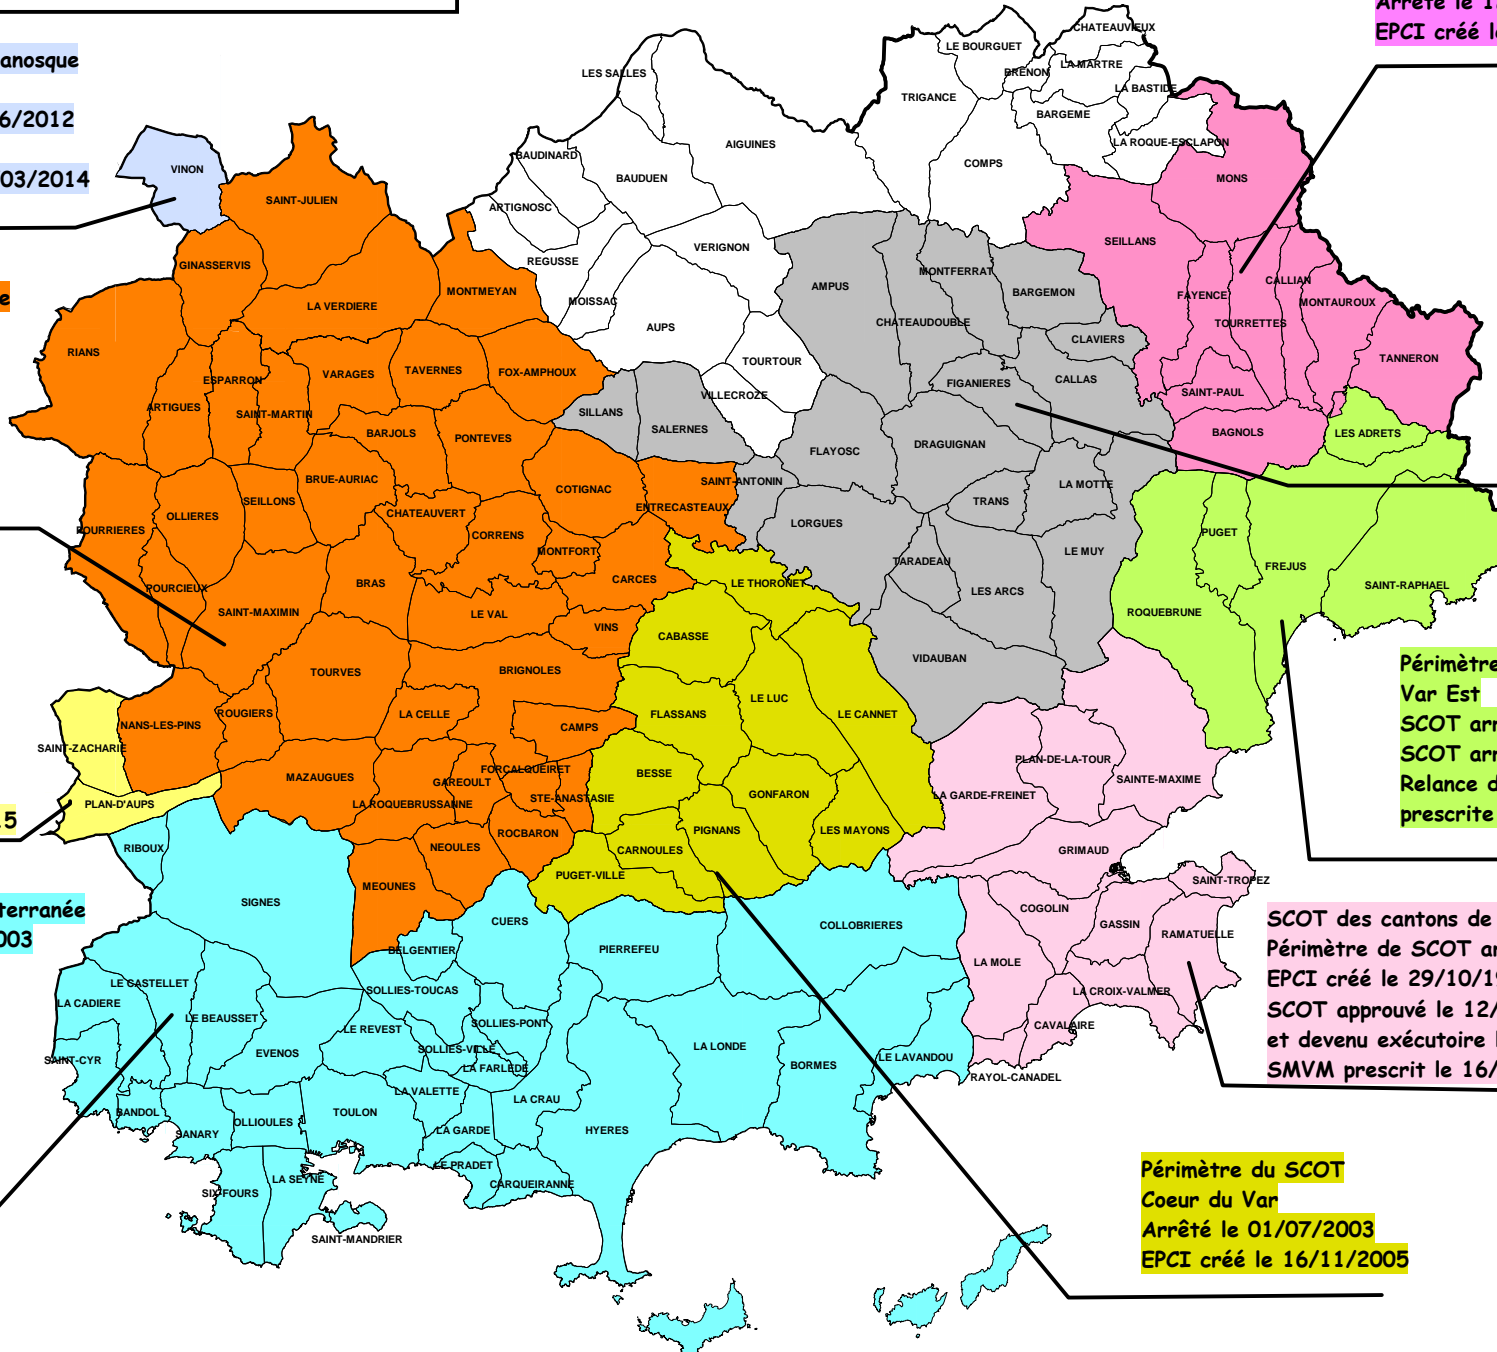 Arrêté le 1
EPCI créé l
anosque
6/2012
03/2014
e
15
terranée
003
Périmètre
Var Est
SCOT arr
SCOT arr
Relance d
prescrite
SCOT des cantons de
Périmètre de SCOT ar
EPCI créé le 29/10/19
SCOT approuvé le 12/
et devenu exécutoire l
SMVM prescrit le 16/
Périmètre du SCOT
Coeur du Var
Arrêté le 01/07/2003
EPCI créé le 16/11/2005
CHATEAUVIEUX
LE BOURGUET
LA MARTRE
BRENON
LES SALLES
LA BASTIDE
TRIGANCE
BARGEME
AIGUINES
LA ROQUE-ESCLAPON
BAUDINARD
COMPS
VINON
BAUDUEN
MONS
SAINT-JULIEN
ARTIGNOSC
SEILLANS
VERIGNON
REGUSSE
GINASSERVIS
MONTFERRAT
CALLIAN
AMPUS
MONTMEYAN
BARGEMON
FAYENCE
MOISSAC
MONTAUROUX
LA VERDIERE
CHATEAUDOUBLE
TOURRETTES
AUPS
CLAVIERS
RIANS
TANNERON
TOURTOUR
VARAGES
TAVERNES
FOX-AMPHOUX
ESPARRON
CALLAS
FIGANIERES
SAINT-PAUL
VILLECROZE
ARTIGUES
SAINT-MARTIN
SILLANS
SALERNES
BARJOLS
BAGNOLS
LES ADRETS
PONTEVES
DRAGUIGNAN
FLAYOSC
BRUE-AURIAC
SAINT-ANTONIN
LA MOTTE
COTIGNAC
SEILLONS
TRANS
ENTRECASTEAUX
CHATEAUVERT
OLLIERES
LORGUES
POURRIERES
CORRENS
PUGET
MONTFORT
LE MUY
TARADEAU
FREJUS
CARCES
BRAS
LE THORONET
SAINT-RAPHAEL
POURCIEUX
LES ARCS
SAINT-MAXIMIN
ROQUEBRUNE
LE VAL
VINS
CABASSE
VIDAUBAN
TOURVES
BRIGNOLES
LE LUC
ROUGIERS
LA CELLE
FLASSANS
LE CANNET
NANS-LES-PINS
CAMPS
SAINT-ZACHARIE
PLAN-DE-LA-TOUR
FORCALQUEIRET
BESSE
MAZAUGUES
GAREOULT
SAINTE-MAXIME
GONFARON
LA GARDE-FREINET
STE-ANASTASIE
PLAN-D'AUPS
LA ROQUEBRUSSANNE
PIGNANS
LES MAYONS
ROCBARON
RIBOUX
NEOULES
CARNOULES
GRIMAUD
PUGET-VILLE
SAINT-TROPEZ
MEOUNES
SIGNES
COGOLIN
CUERS
GASSIN
COLLOBRIERES
RAMATUELLE
BELGENTIER
PIERREFEU
LA MOLE
LE CASTELLET
SOLLIES-TOUCAS
LA CROIX-VALMER
LA CADIERE
LE BEAUSSET
SOLLIES-PONT
CAVALAIRE
LE REVEST
LA LONDE
SOLLIES-VILLE
EVENOS
LE LAVANDOU
SAINT-CYR
BORMES
LA FARLEDE
RAYOL-CANADEL
LA VALETTE
LA CRAU
BANDOL
TOULON
OLLIOULES
HYERES
LA GARDE
SANARY
LE PRADET
LA SEYNE
CARQUEIRANNE
SIX-FOURS
SAINT-MANDRIER